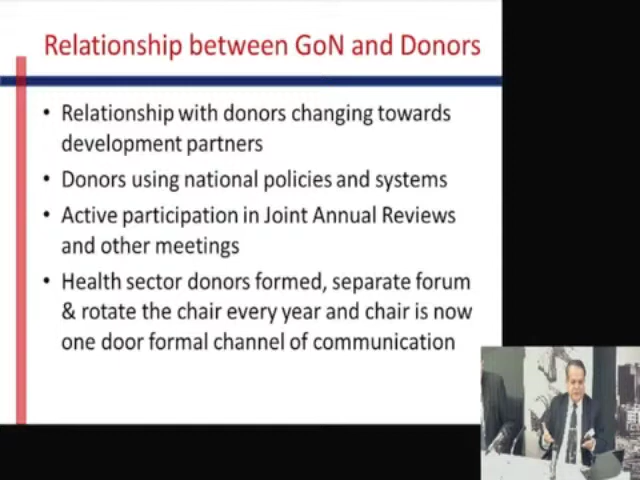 Relationship between GoN and Donors
• Relationship with donors changing towards
development partners
• Donors using national policies and systems
• Active participation in Joint Annual Reviews
and other meetings
• Health sector donors formed, separate forum
& rotate the chair every year and chair is now
one door formal channel of communication